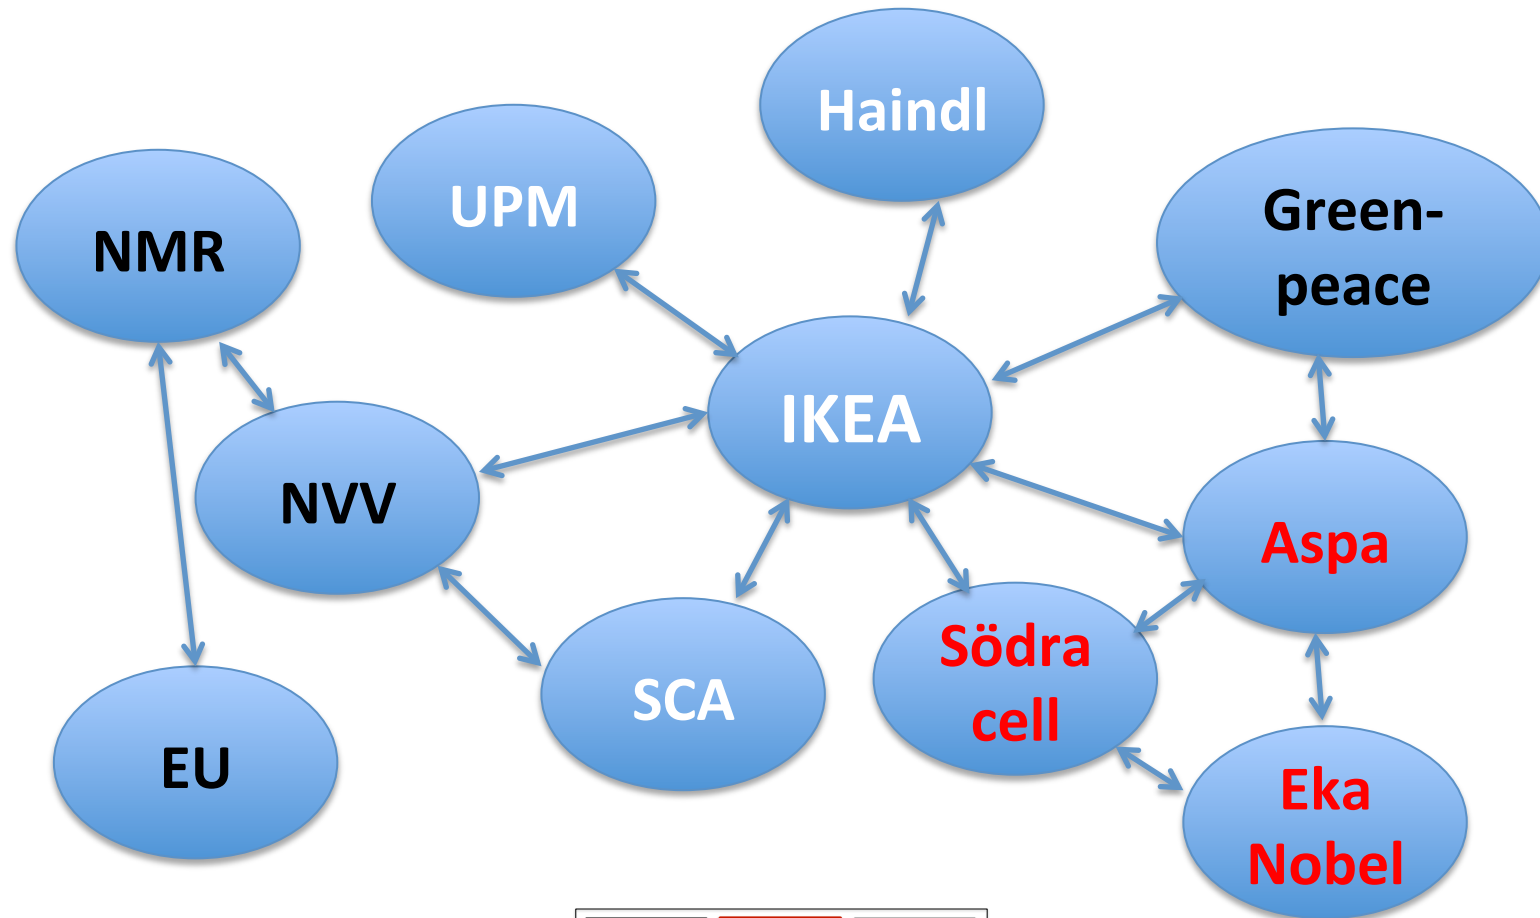 Haindl
UPM
Green-
peace
NMR
IKEA
NVV
Aspa
Södra
cell
SCA
EU
Eka
Nobel